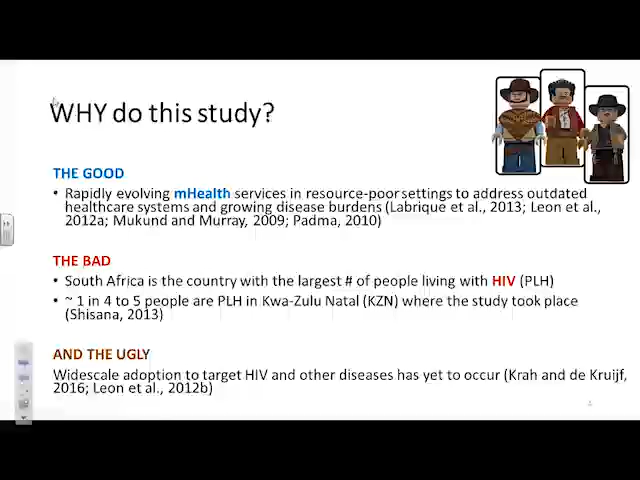 WHY do this study?
THE GOOD
• Rapidly evolving mHealth services in resource-poor settings to address outdated
healthcare systems and growing disease burdens (Labrique et al., 2013; Leon et al.,
2012a; Mukund and Murray, 2009; Padma, 2010)
THE BAD
• South Africa is the country with the largest # of people living with HIV (PLH)
• ~ 1 in 4 to 5 people are PLH in Kwa-Zulu Natal (KZN) where the study took place
(Shisana, 2013)
AND THE UGLY
Widescale adoption to target HIV and other diseases has yet to occur (Krah and de Kruijf,
2016; Leon et al., 2012b)